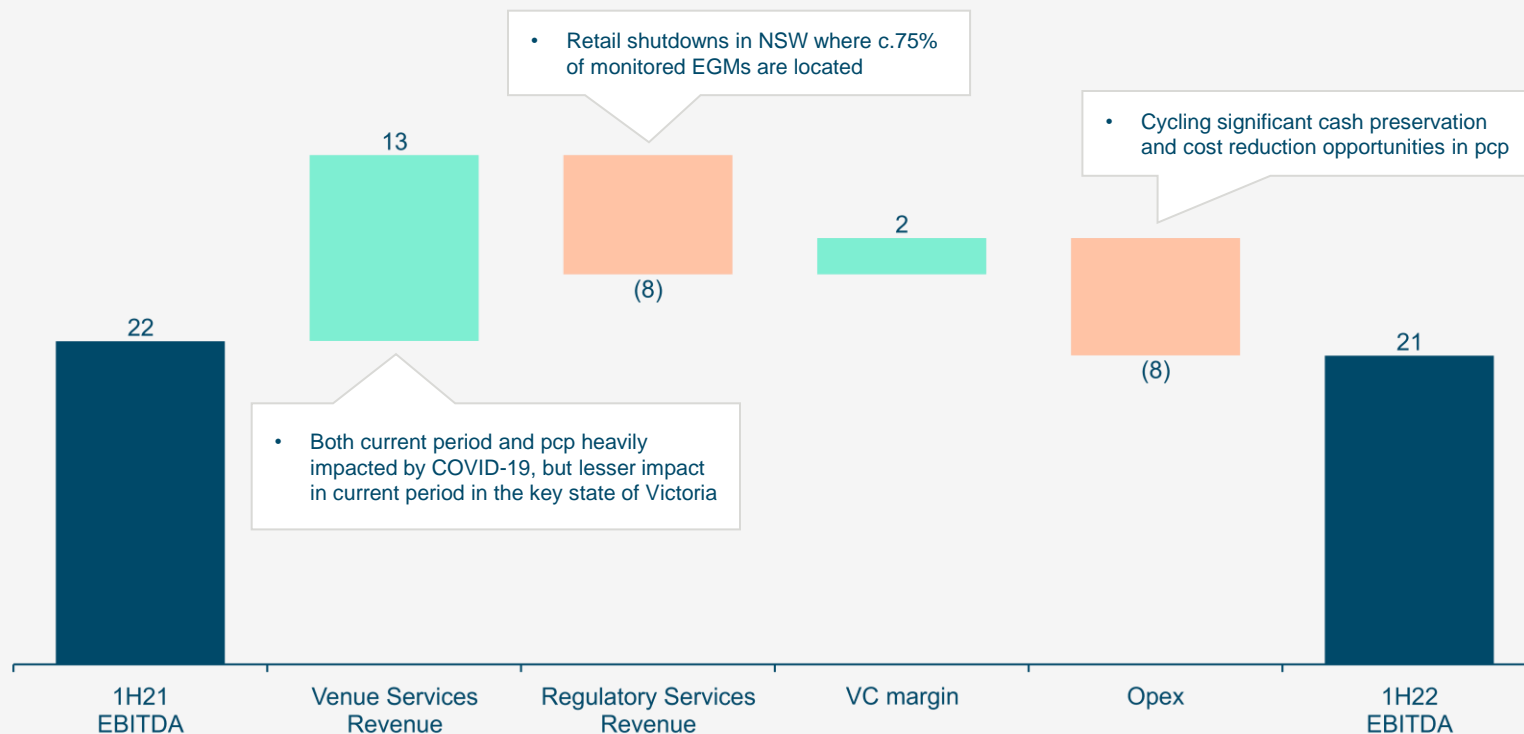 • Retail shutdowns in NSW where c.75%
of monitored EGMs are located
• Cycling significant cash preservation
and cost reduction opportunities in pcp
13
2
(8)
22
21
(8)
• Both current period and pcp heavily
impacted by COVID-19, but lesser impact
in current period in the key state of Victoria
1H21
EBITDA
Venue Services
Revenue
Regulatory Services
Revenue
VC margin
Opex
1H22
EBITDA